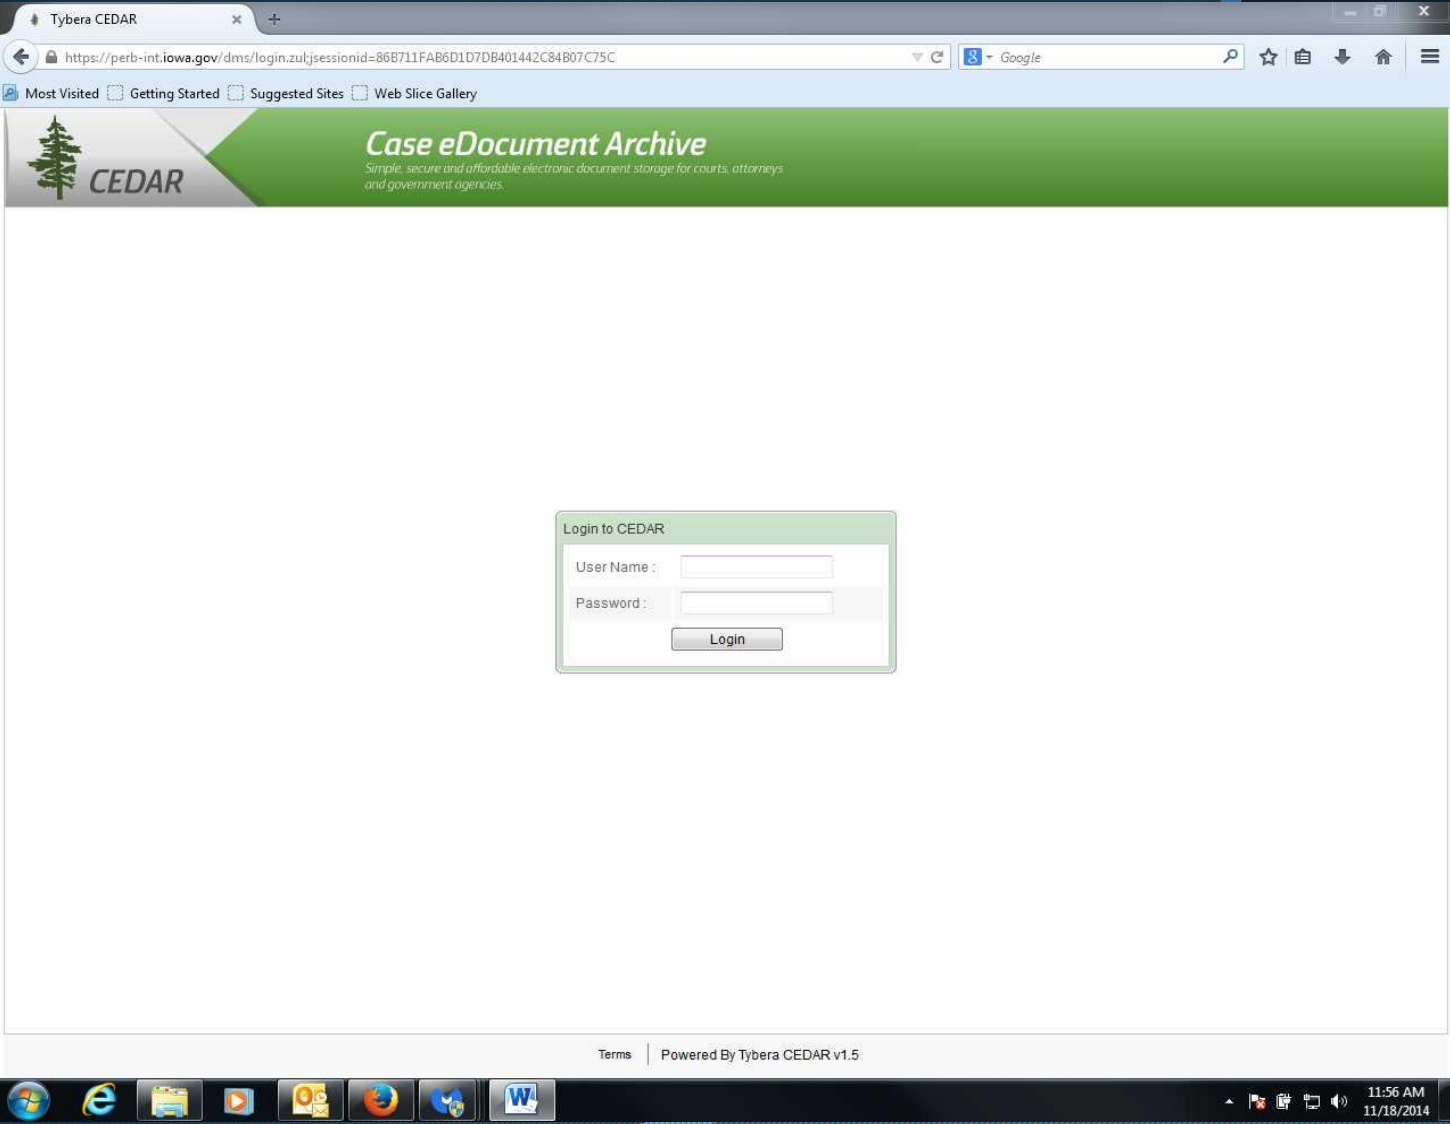 Tybera CEDAR
https://perb-int.iowa.gov/dms/login.zul;jsessionid=86B711FAB6D1D7DB401442C84B07C75C
Google
Most Visited Getting Started Suggested Sites Web Slice Gallery
CEDAR
Case eDocument Archive
Simple, secure and affordable electronic document storage for courts, attorneys
and government agencies.
Login to CEDAR
User Name :
Password :
Login
Terms Powered By Tybera CEDAR v1.5
11:56 AM
11/18/2014